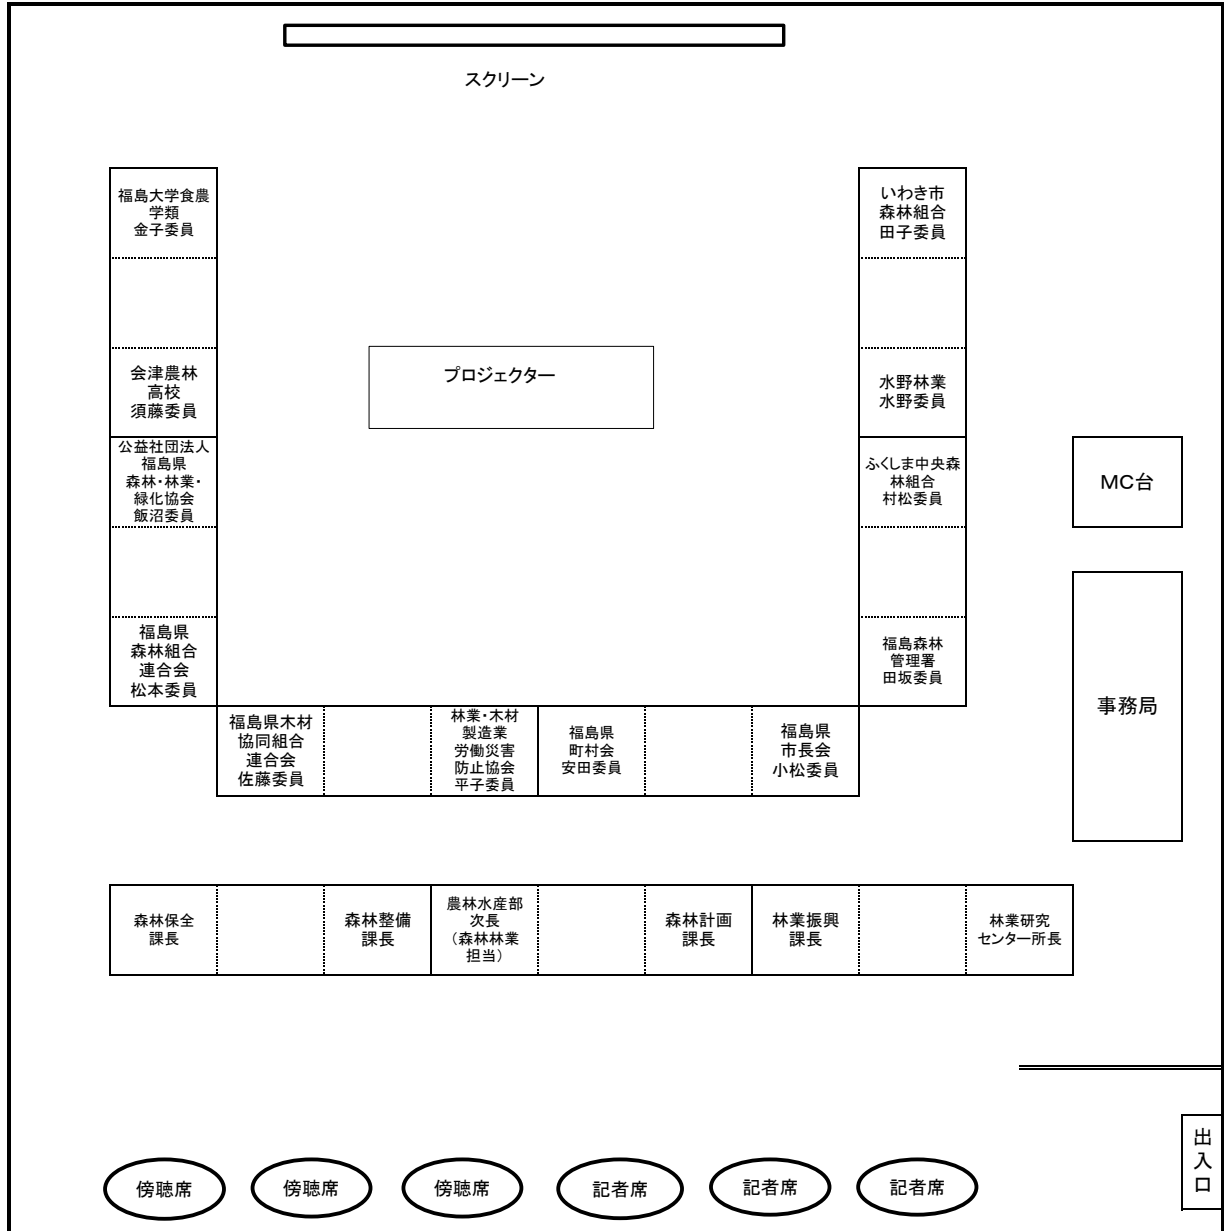 スクリーン
福島大学食農
学類
金子委員
いわき市
森林組合
田子委員
会津農林
高校
須藤委員
プロジェクター
水野林業
水野委員
公益社団法人
福島県
森林・林業・
緑化協会
飯沼委員
ふくしま中央森
林組合
村松委員
MC台
福島県
森林組合
連合会
松本委員
福島森林
管理署
田坂委員
事務局
福島県木材
協同組合
連合会
佐藤委員
林業・木材
製造業
労働災害
防止協会
平子委員
福島県
町村会
安田委員
福島県
市長会
小松委員
森林保全
課長
森林整備
課長
農林水産部
次長
（森林林業
担当）
森林計画
課長
林業振興
課長
林業研究
センター所長
出
入
口
傍聴席
傍聴席
傍聴席
記者席
記者席
記者席